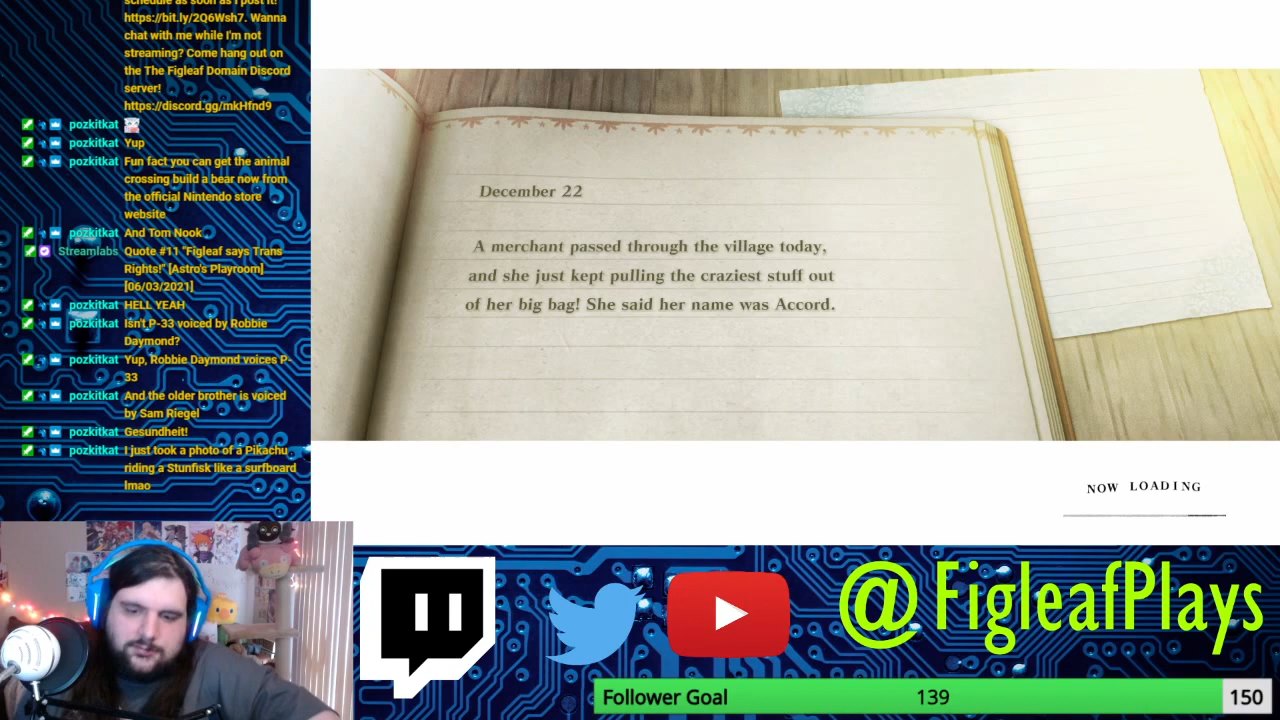 schedule as soon as I post it!
https://bit.ly/2Q6Wsh7. Wanna
chat with me while I'm not
streaming? Come hang out on
the The Figleaf Domain Discord
server!
https://discord.gg/mkHfnd9
pozkitkat
pozkitkat Yup
pozkitkat Fun fact you can get the animal
crossing build a bear now from
the official Nintendo store
website
pozkitkat And Tom Nook
Streamlabs Quote #11 "Figleaf says Trans
Rights!" [Astro's Playroom]
[06/03/2021]
pozkitkat HELL YEAH
pozkitkat Isn't P-33 voiced by Robbie
Daymond?
pozkitkat Yup, Robbie Daymond voices P-
33
pozkitkat And the older brother is voiced
by Sam Riegel
pozkitkat Gesundheit!
pozkitkat I just took a photo of a Pikachu
riding a Stunfisk like a surfboard
lmao
December 22
A merchant passed through the village today,
and she just kept pulling the craziest stuff out
of her big bag! She said her name was Accord.
NOW LOADING
@FigleafPlays
Follower Goal 139 150